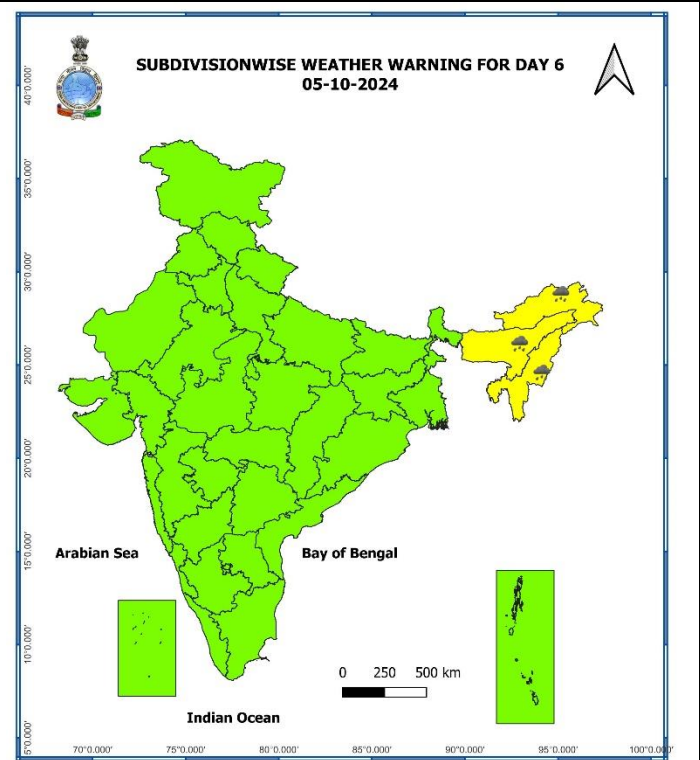 SUBDIVISIONWISE WEATHER WARNING FOR DAY 6
05-10-2024
40°0.000'
35°0.000'
30°0.000'
25°0.000'
20°0.000'
15°0.000'
10°0.000'
5°0.000'
Arabian Sea
Bay of Bengal
0 250 500 km
Indian Ocean
70°0.000' 75°0.000' 80°0.000' 85°0.000' 90°0.000' 95°0.000' 100°0.000'